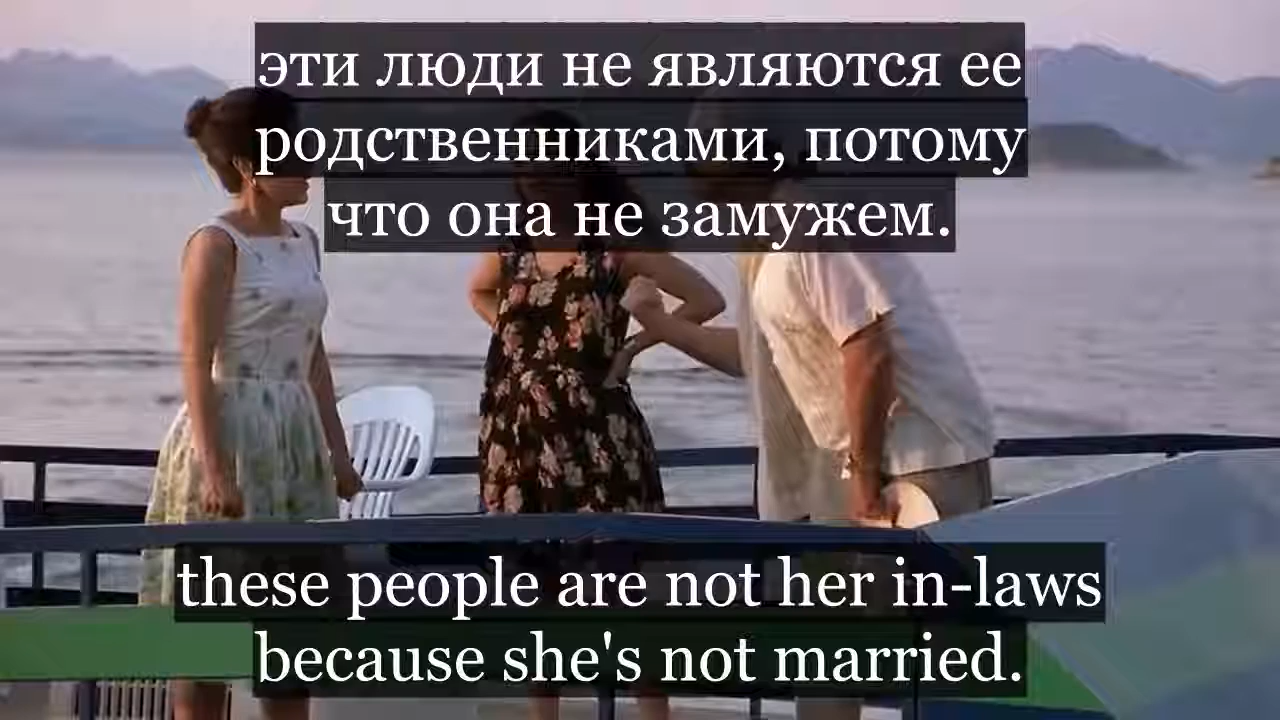 эти люди не являются ее
родственниками, потому
что она не замужем.
these people are not her in-laws
because she's not married.